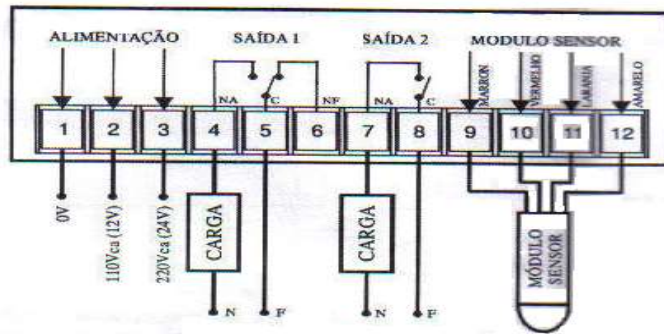 ALIMENTAÇÃO SAÍDA 1 SAÍDA 2 MODULO SENSOR
MARRON VERMELHO LARANJA AMARELO
NA C NF NA C
1 2 3 4 5 6 7 8 9 10 11 12
0V
110Vca (12V)
220Vca (24V)
CARGA
CARGA
MÓDULO
SENSOR
N F N F